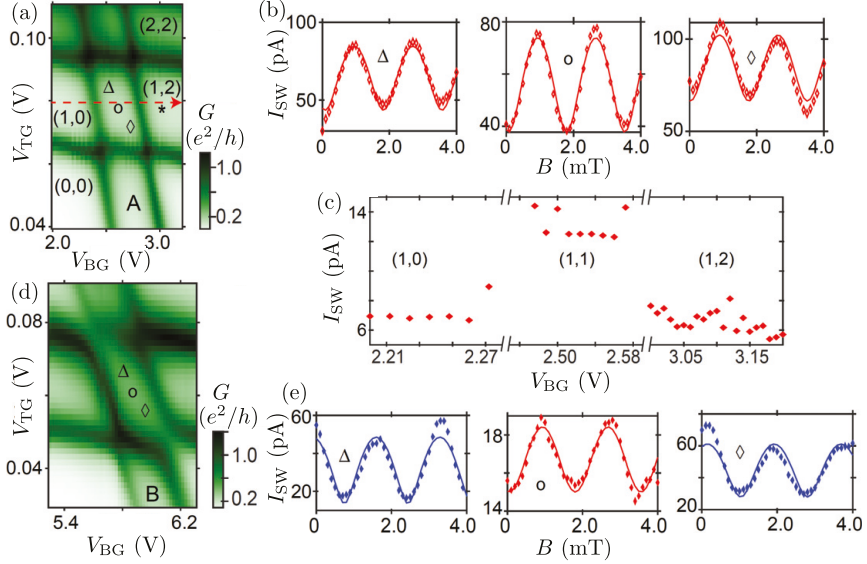 (a)
0.10
V_TG (V)
0.04
(2,2)
Δ
(1,2)
(1,0)
o
*
◊
(0,0)
A
2.0
3.0
V_BG (V)
G
(e²/h)
1.0
0.2
(b)
I_SW (pA)
100
50
Δ
0
2.0
4.0
80
40
o
0
2.0
4.0
B (mT)
100
60
◊
0
2.0
4.0
(c)
I_SW (pA)
14
6
(1,0)
(1,1)
(1,2)
2.21
2.27
2.50
2.58
3.05
3.15
V_BG (V)
(d)
0.08
V_TG (V)
0.04
Δ
o
◊
B
5.4
6.2
V_BG (V)
G
(e²/h)
1.0
0.2
(e)
I_SW (pA)
60
20
Δ
0
2.0
4.0
18
14
o
0
2.0
4.0
B (mT)
60
20
◊
0
2.0
4.0